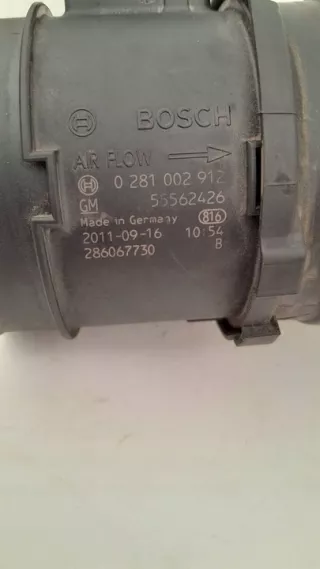 BOSCH
AIR FLOW
0 281 002 912
GM 55562426
Made in Germany 816
2011-09-16 10:54
286067730 B